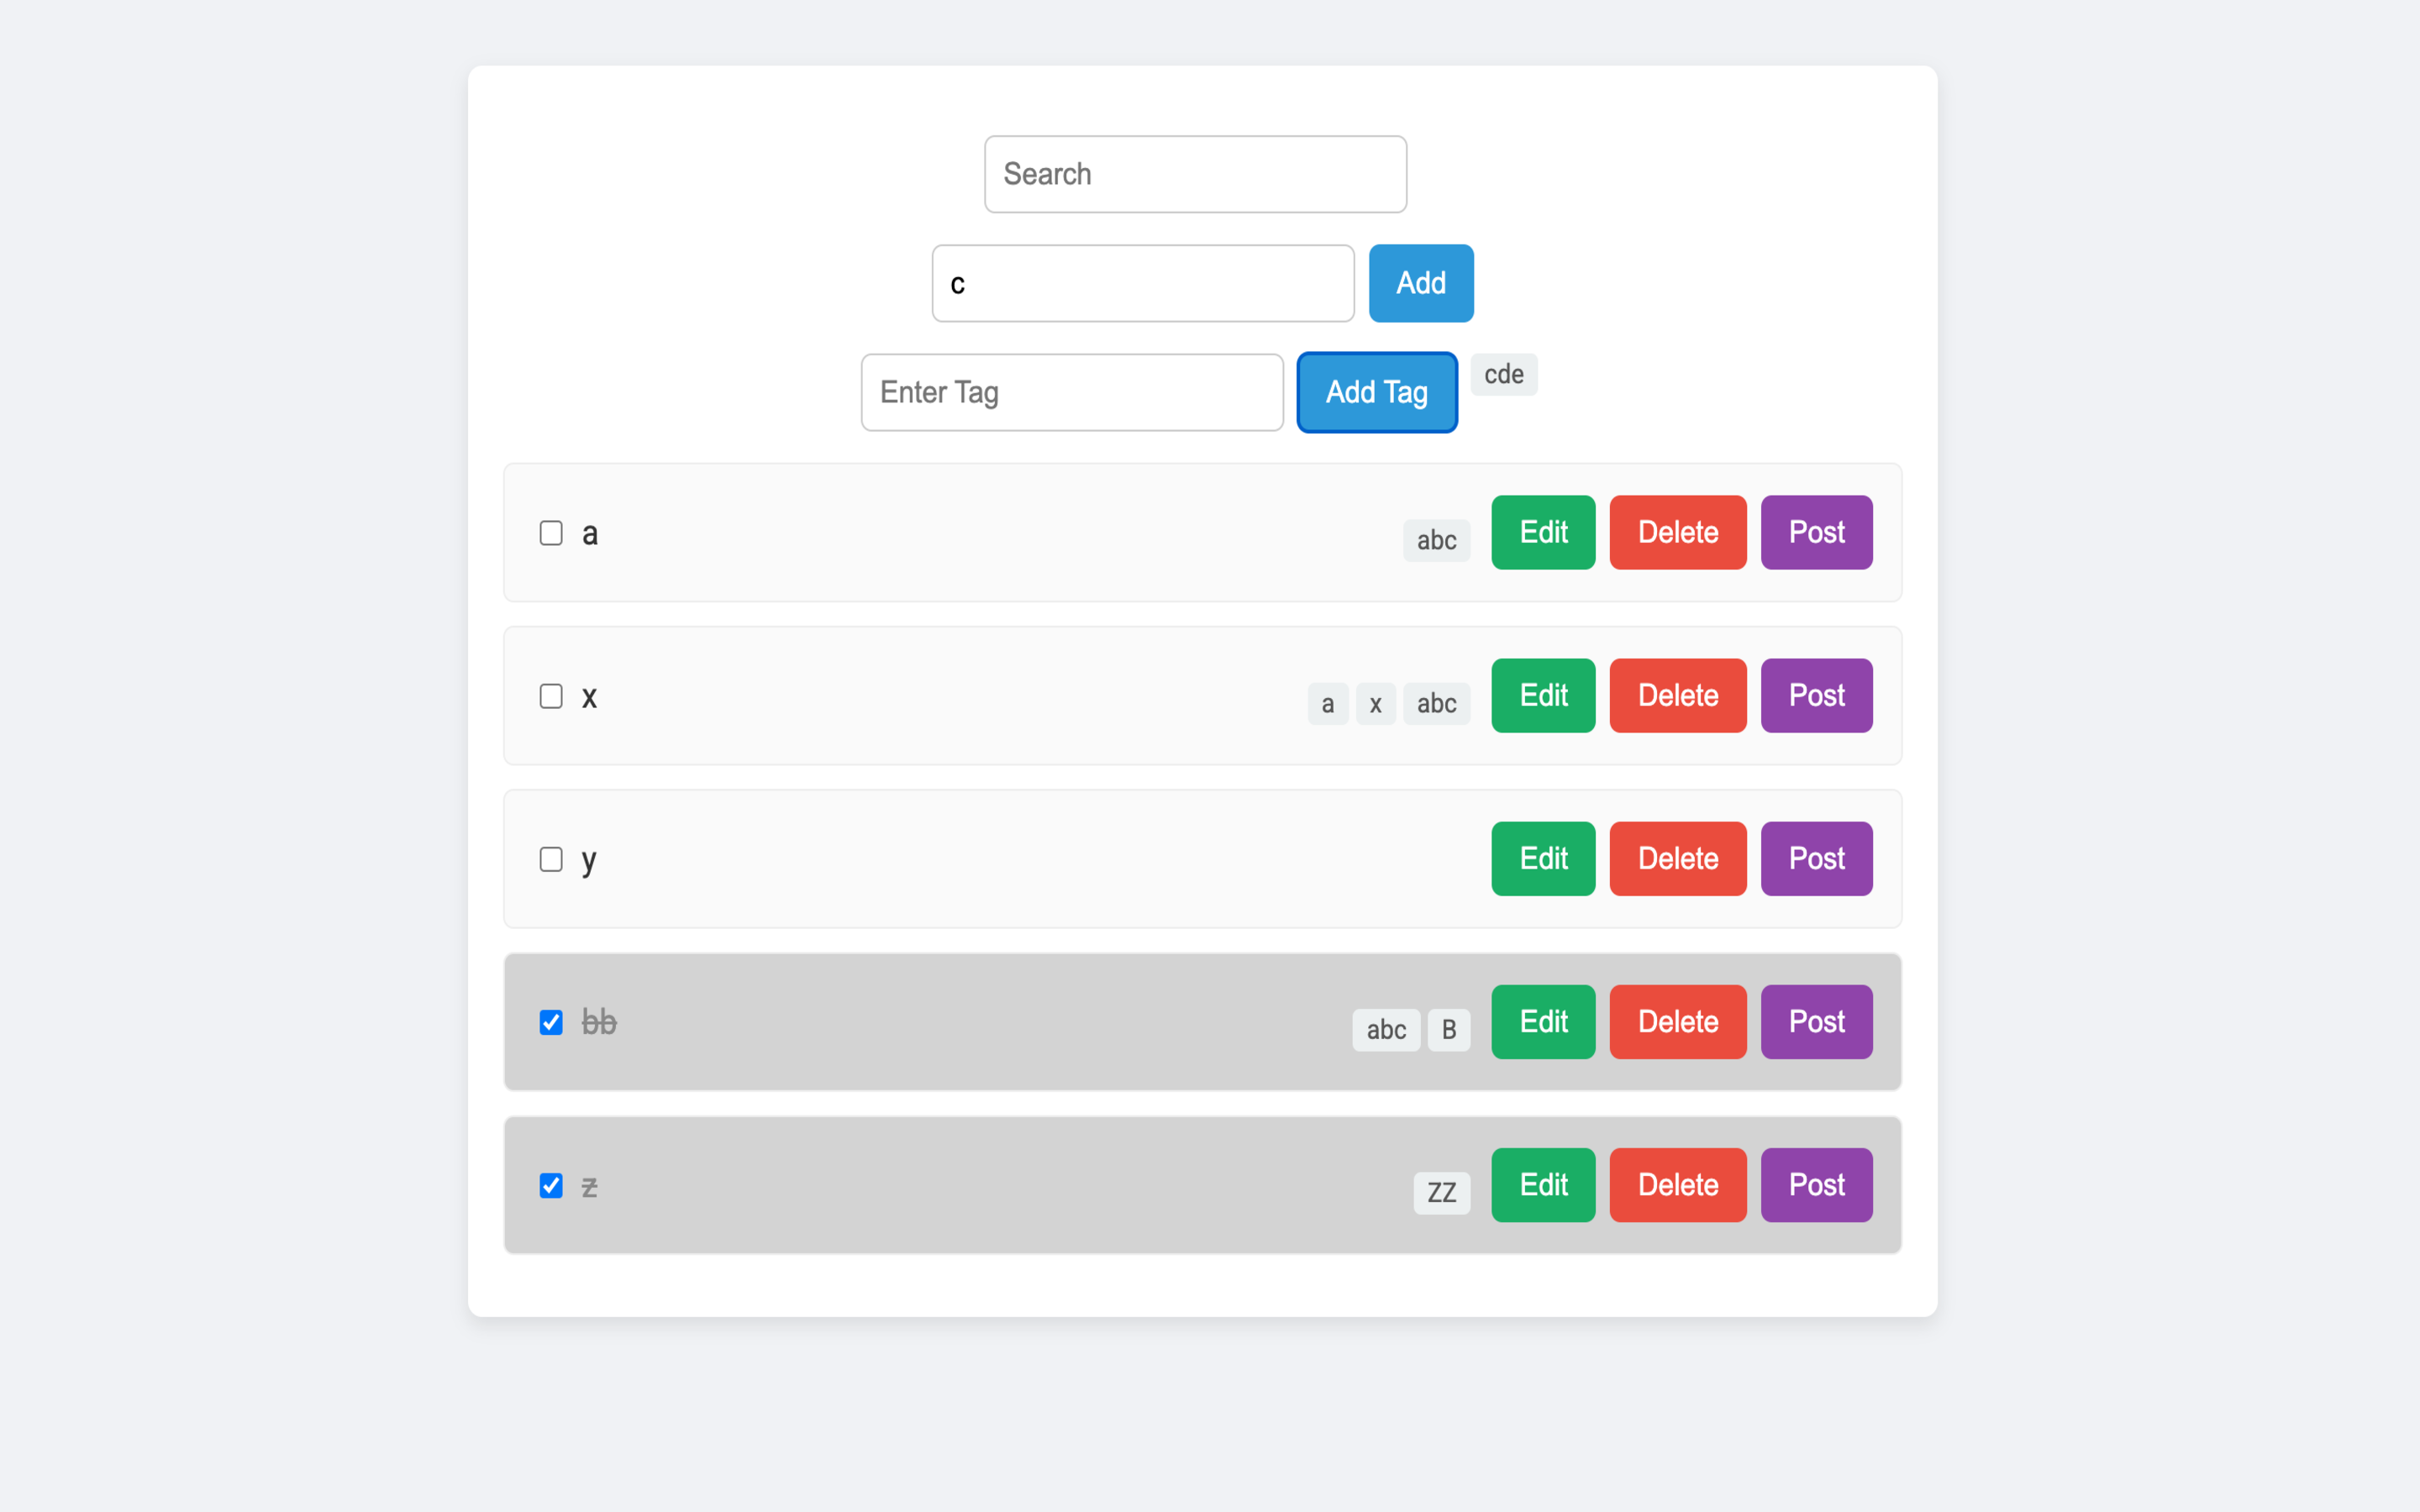 Search
c Add
Enter Tag Add Tag cde
a abc Edit Delete Post
x a x abc Edit Delete Post
y Edit Delete Post
bb abc B Edit Delete Post
z ZZ Edit Delete Post